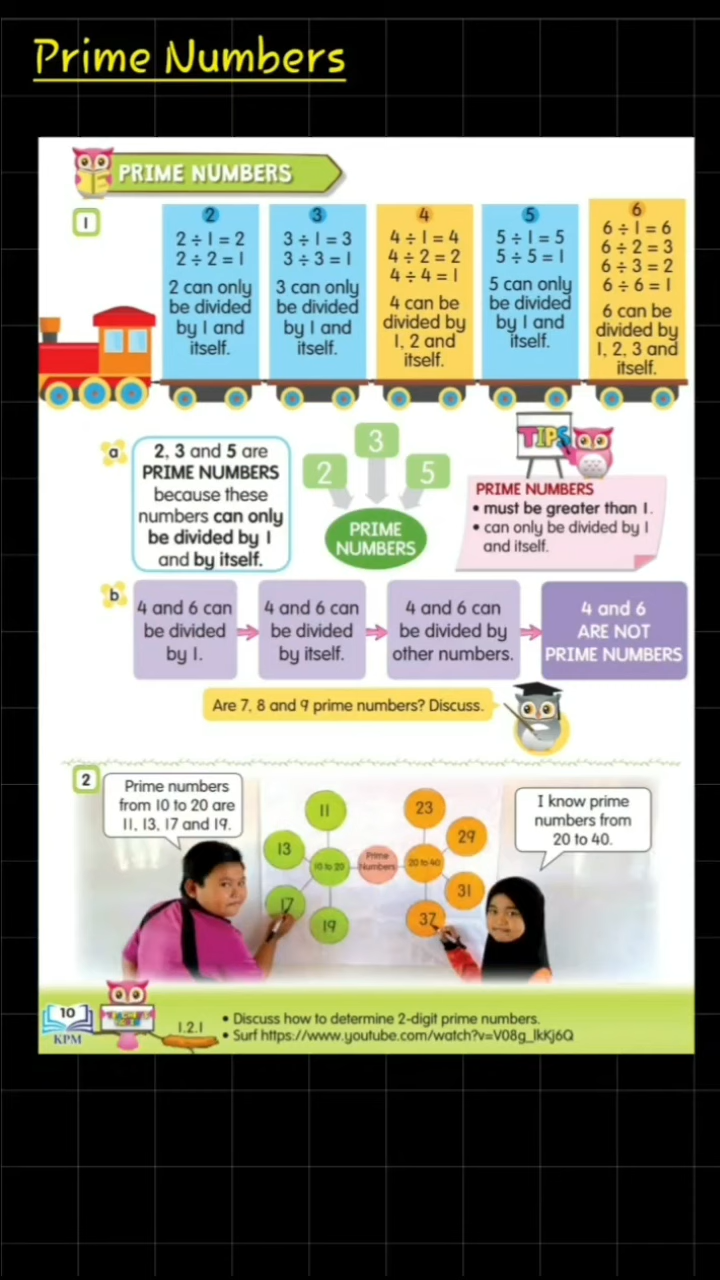 Prime Numbers
PRIME NUMBERS
1
2
2 ÷ 1 = 2
2 ÷ 2 = 1
2 can only
be divided
by 1 and
itself.
3
3 ÷ 1 = 3
3 ÷ 3 = 1
3 can only
be divided
by 1 and
itself.
4
4 ÷ 1 = 4
4 ÷ 2 = 2
4 ÷ 4 = 1
4 can be
divided by
1, 2 and
itself.
5
5 ÷ 1 = 5
5 ÷ 5 = 1
5 can only
be divided
by 1 and
itself.
6
6 ÷ 1 = 6
6 ÷ 2 = 3
6 ÷ 3 = 2
6 ÷ 6 = 1
6 can be
divided by
1, 2, 3 and
itself.
a
2, 3 and 5 are
PRIME NUMBERS
because these
numbers can only
be divided by 1
and by itself.
2
3
5
PRIME
NUMBERS
TIPS
PRIME NUMBERS
• must be greater than 1.
• can only be divided by 1
and itself.
b
4 and 6 can
be divided
by 1.
4 and 6 can
be divided
by itself.
4 and 6 can
be divided by
other numbers.
4 and 6
ARE NOT
PRIME NUMBERS
Are 7, 8 and 9 prime numbers? Discuss.
2
Prime numbers
from 10 to 20 are
11, 13, 17 and 19.
11
13
17
19
10 to 20
Prime
Numbers
20 to 40
23
29
31
37
I know prime
numbers from
20 to 40.
10
KPM
1.2.1
• Discuss how to determine 2-digit prime numbers.
• Surf https://www.youtube.com/watch?v=V08g_lkKj6Q